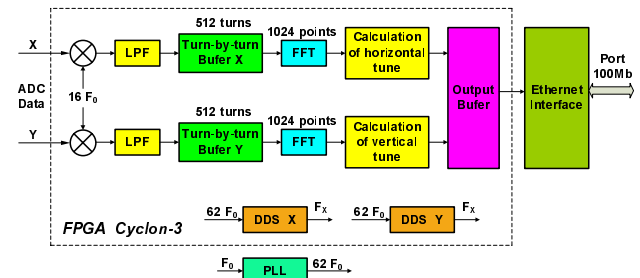 512 turns
1024 points
X
LPF
Turn-by-turn
Bufer X
FFT
Calculation
of horizontal
tune
ADC
Data
16 F₀
Output
Bufer
Ethernet
Interface
Port
100Mb
512 turns
1024 points
Y
LPF
Turn-by-turn
Bufer Y
FFT
Calculation
of vertical
tune
62 F₀
DDS X
Fx
62 F₀
DDS Y
Fx
FPGA Cyclon-3
F₀
PLL
62 F₀